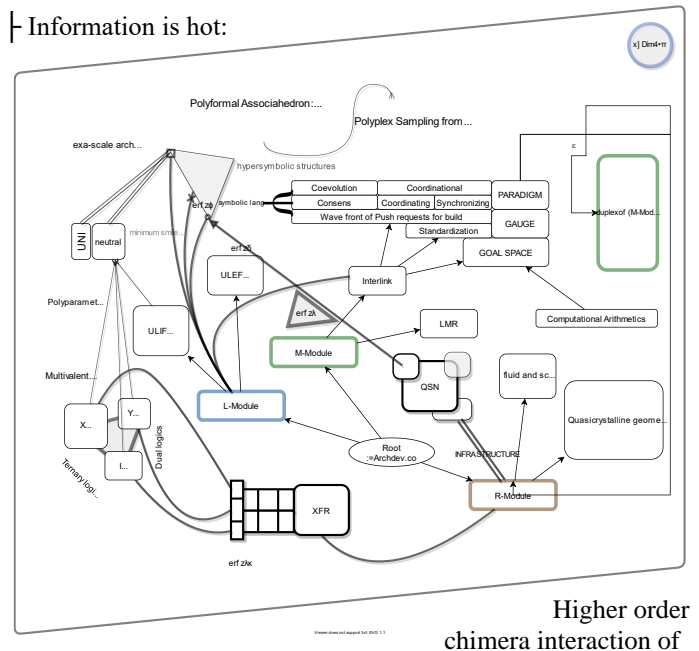 ⊢ Information is hot:
x] Dim4•π
Polyformal Associahedron:...
Polyplex Sampling from ...
exa-scale arch...
hypersymbolic structures
ε
Coevolution
Coordinational
PARADIGM
erf zϕ
symbolic lang
Consens
Coordinating
Synchronizing
duplexof (M-Mod...
Wave front of Push requests for build
GAUGE
UNI
neutral
minimum smile...
Standardization
erf zδ
GOAL SPACE
ULEF...
Interlink
Polyparamet...
erf zλ
Computational Arithmetics
ULIF...
LMR
M-Module
Multivalent...
fluid and sc...
QSN
X...
Y...
L-Module
Quasicrystalline geome...
Dual logics
Root
:=Archdev.co
INFRASTRUCTURE
I...
Ternary logi...
R-Module
XFR
erf zλκ
Viewer does not support full SVG 1.1
Higher order
chimera interaction of